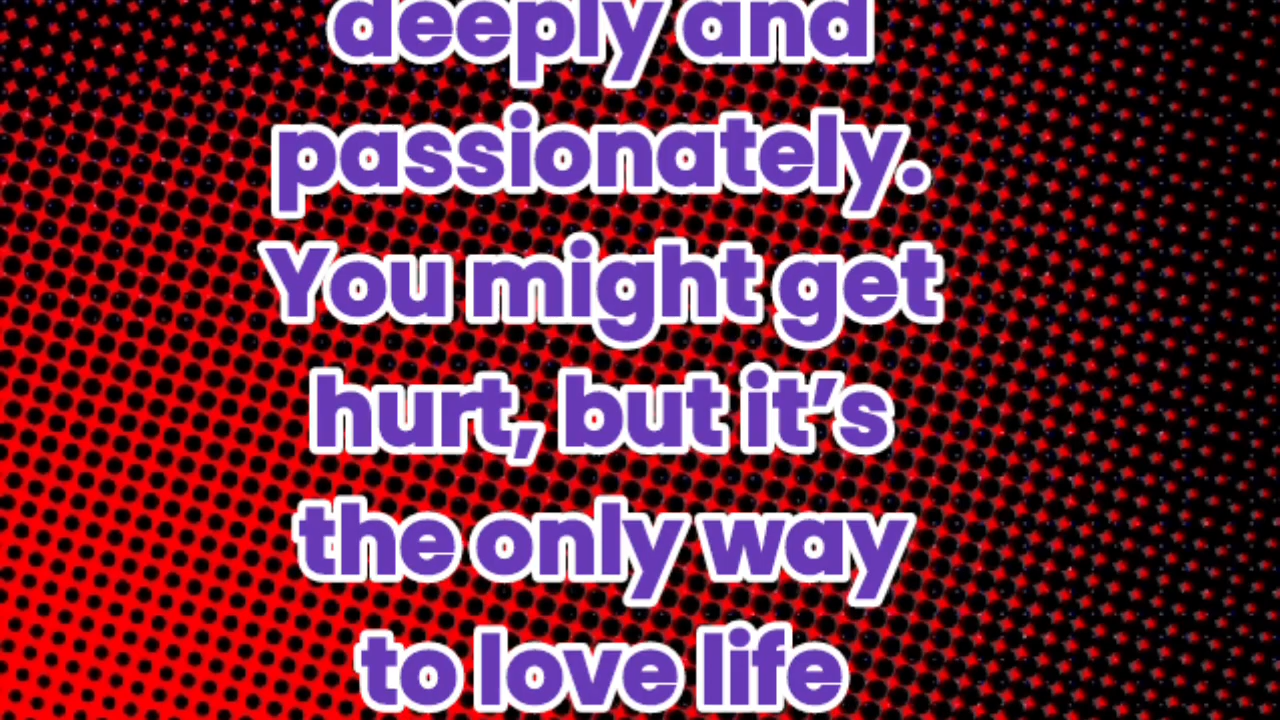 deeply and
passionately.
You might get
hurt, but it’s
the only way
to love life